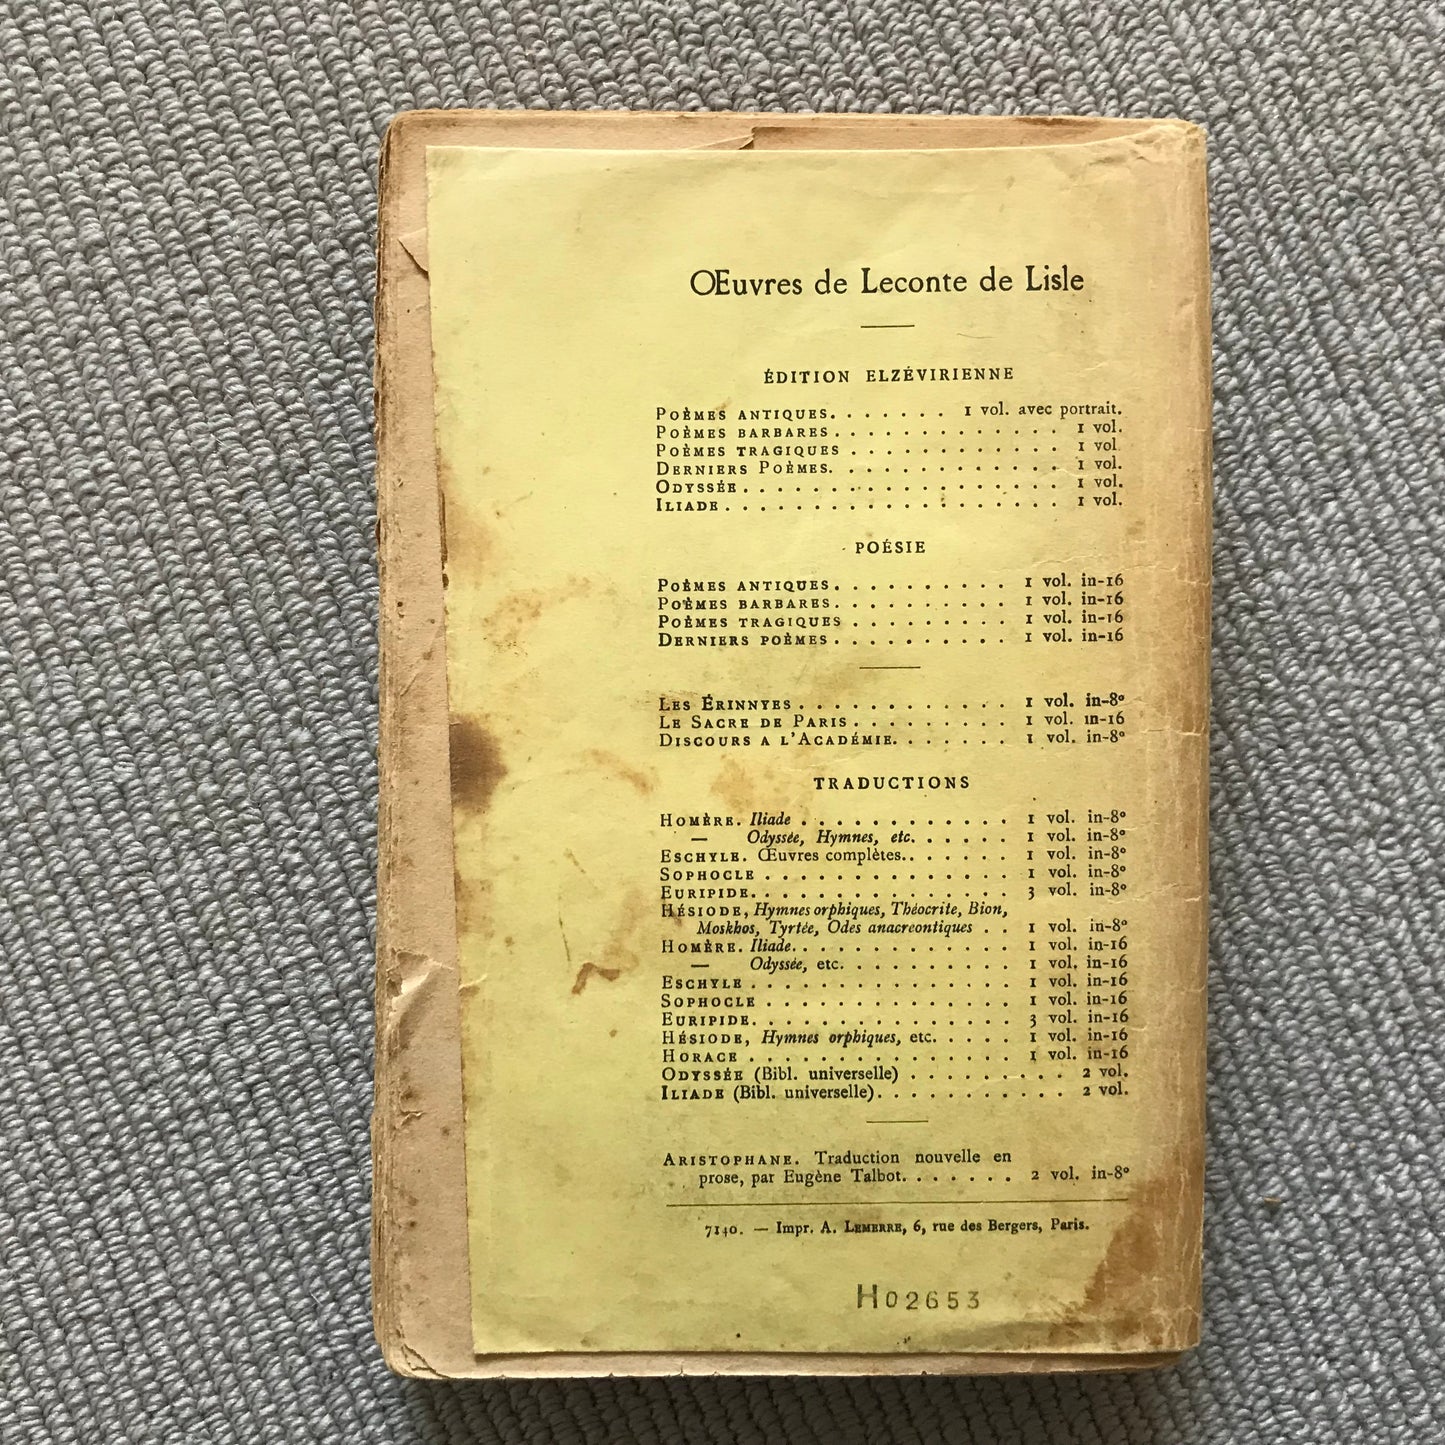 Œuvres de Leconte de Lisle
ÉDITION ELZÉVIRIENNE
POÈMES ANTIQUES. . . . . . . 1 vol. avec portrait.
POÈMES BARBARES . . . . . . . . . . . . . 1 vol.
POÈMES TRAGIQUES . . . . . . . . . . . . 1 vol
DERNIERS POÈMES. . . . . . . . . . . . . 1 vol.
ODYSSÉE . . . . . . . . . . . . . . . . . . 1 vol.
ILIADE . . . . . . . . . . . . . . . . . . . 1 vol.
POÉSIE
POÈMES ANTIQUES . . . . . . . . . . 1 vol. in-16
POÈMES BARBARES. . . . . . . . . . 1 vol. in-16
POÈMES TRAGIQUES . . . . . . . . . 1 vol. in-16
DERNIERS POÈMES . . . . . . . . . . 1 vol. in-16
LES ÉRINNYES . . . . . . . . . . . . 1 vol. in-8°
LE SACRE DE PARIS . . . . . . . . . 1 vol. in-16
DISCOURS A L'ACADÉMIE. . . . . . . 1 vol. in-8°
TRADUCTIONS
HOMÈRE. Iliade . . . . . . . . . . . . 1 vol. in-8°
— Odyssée, Hymnes, etc. . . . . . 1 vol. in-8°
ESCHYLE. Œuvres complètes. . . . . . . 1 vol. in-8°
SOPHOCLE . . . . . . . . . . . . . . 1 vol. in-8°
EURIPIDE. . . . . . . . . . . . . . . 3 vol. in-8°
HÉSIODE, Hymnes orphiques, Théocrite, Bion,
Moskhos, Tyrtée, Odes anacréontiques . . 1 vol. in-8°
HOMÈRE. Iliade. . . . . . . . . . . . . 1 vol. in-16
— Odyssée, etc. . . . . . . . . . 1 vol. in-16
ESCHYLE . . . . . . . . . . . . . . . 1 vol. in-16
SOPHOCLE . . . . . . . . . . . . . . 1 vol. in-16
EURIPIDE. . . . . . . . . . . . . . . 3 vol. in-16
HÉSIODE, Hymnes orphiques, etc. . . . . 1 vol. in-16
HORACE . . . . . . . . . . . . . . . 1 vol. in-16
ODYSSÉE (Bibl. universelle) . . . . . . . . . 2 vol.
ILIADE (Bibl. universelle). . . . . . . . . . . 2 vol.
ARISTOPHANE. Traduction nouvelle en
prose, par Eugène Talbot. . . . . . . 2 vol. in-8°
7140. — Impr. A. LEMERRE, 6, rue des Bergers, Paris.
H02653